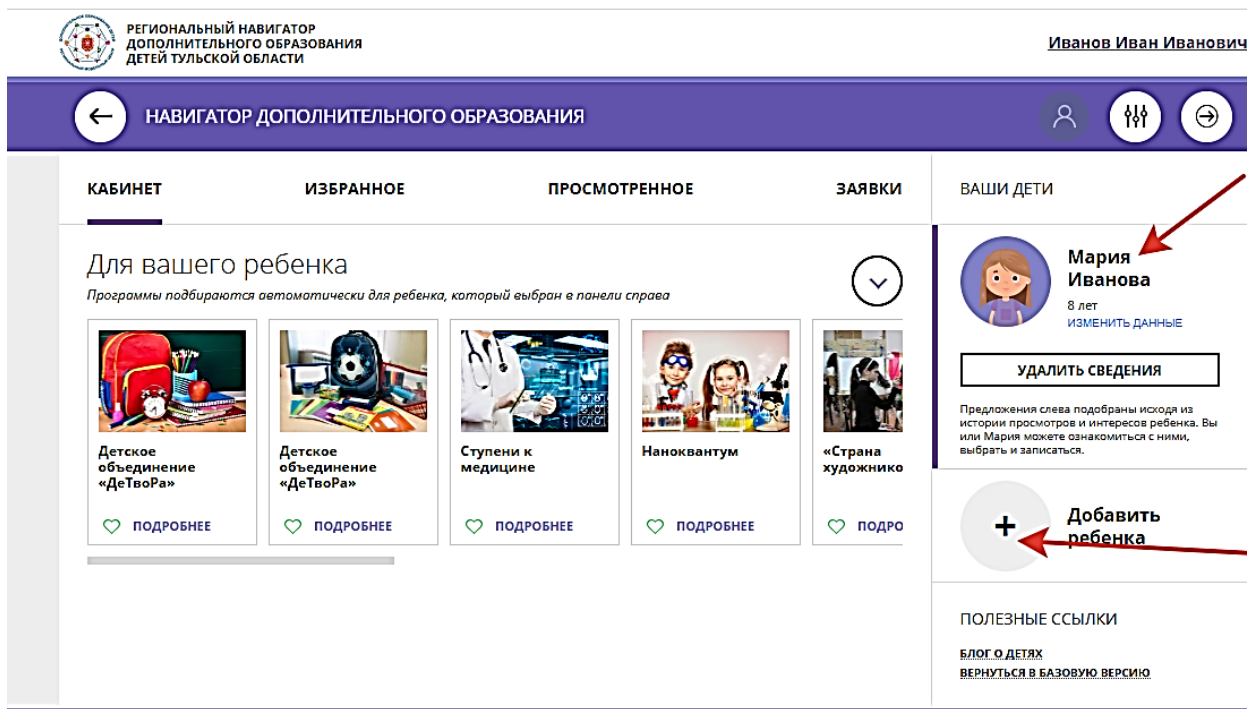 РЕГИОНАЛЬНЫЙ НАВИГАТОР
ДОПОЛНИТЕЛЬНОГО ОБРАЗОВАНИЯ
ДЕТЕЙ ТУЛЬСКОЙ ОБЛАСТИ
Иванов Иван Иванович
НАВИГАТОР ДОПОЛНИТЕЛЬНОГО ОБРАЗОВАНИЯ
КАБИНЕТ
ИЗБРАННОЕ
ПРОСМОТРЕННОЕ
ЗАЯВКИ
Для вашего ребенка
Программы подбираются автоматически для ребенка, который выбран в панели справа
Детское
объединение
«ДеТвоРа»
ПОДРОБНЕЕ
Детское
объединение
«ДеТвоРа»
ПОДРОБНЕЕ
Ступени к
медицине
ПОДРОБНЕЕ
Наноквантум
ПОДРОБНЕЕ
«Страна
художнико
ПОДРО
ВАШИ ДЕТИ
Мария
Иванова
8 лет
ИЗМЕНИТЬ ДАННЫЕ
УДАЛИТЬ СВЕДЕНИЯ
Предложения слева подобраны исходя из
истории просмотров и интересов ребенка. Вы
или Мария можете ознакомиться с ними,
выбрать и записаться.
Добавить
ребенка
ПОЛЕЗНЫЕ ССЫЛКИ
БЛОГ О ДЕТЯХ
ВЕРНУТЬСЯ В БАЗОВУЮ ВЕРСИЮ